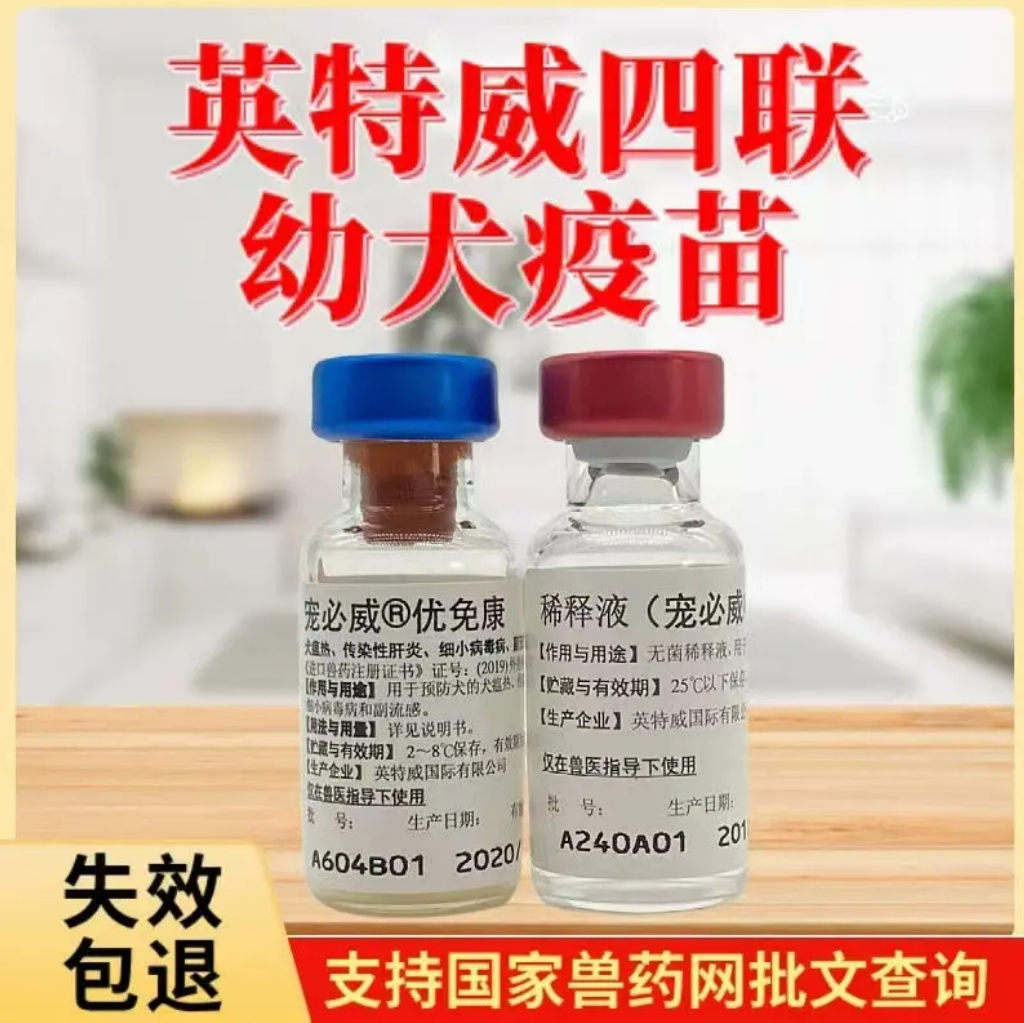 英特威四联
幼犬疫苗
宠必威®优免康
犬瘟热、传染性肝炎、细小病毒病、副
《进口兽药注册证书》证号：(2019)外
【作用与用途】用于预防犬的犬瘟热、
细小病毒病和副流感。
【用法与用量】详见说明书。
【贮藏与有效期】2～8℃保存，有效
【生产企业】英特威国际有限公司
仅在兽医指导下使用
批 号： 生产日期： 有
A604B01 2020/
稀释液（宠必威
【作用与用途】无菌稀释液，用
【贮藏与有效期】25℃以下保存
【生产企业】英特威国际有限
仅在兽医指导下使用
批 号： 生产日期：
A240A01 201
失效
包退
支持国家兽药网批文查询